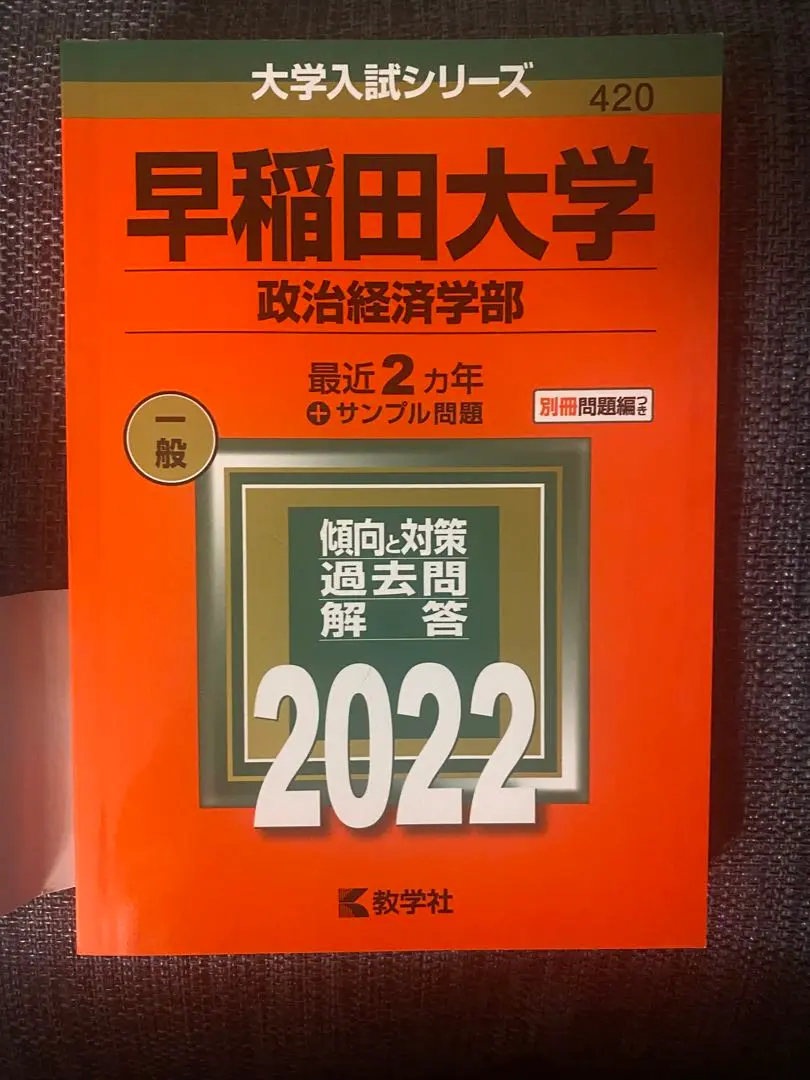 大学入試シリーズ
420
早稲田大学
政治経済学部
最近2ヵ年
+サンプル問題
別冊問題編つき
一般
傾向と対策
過去問
解答
2022
教学社